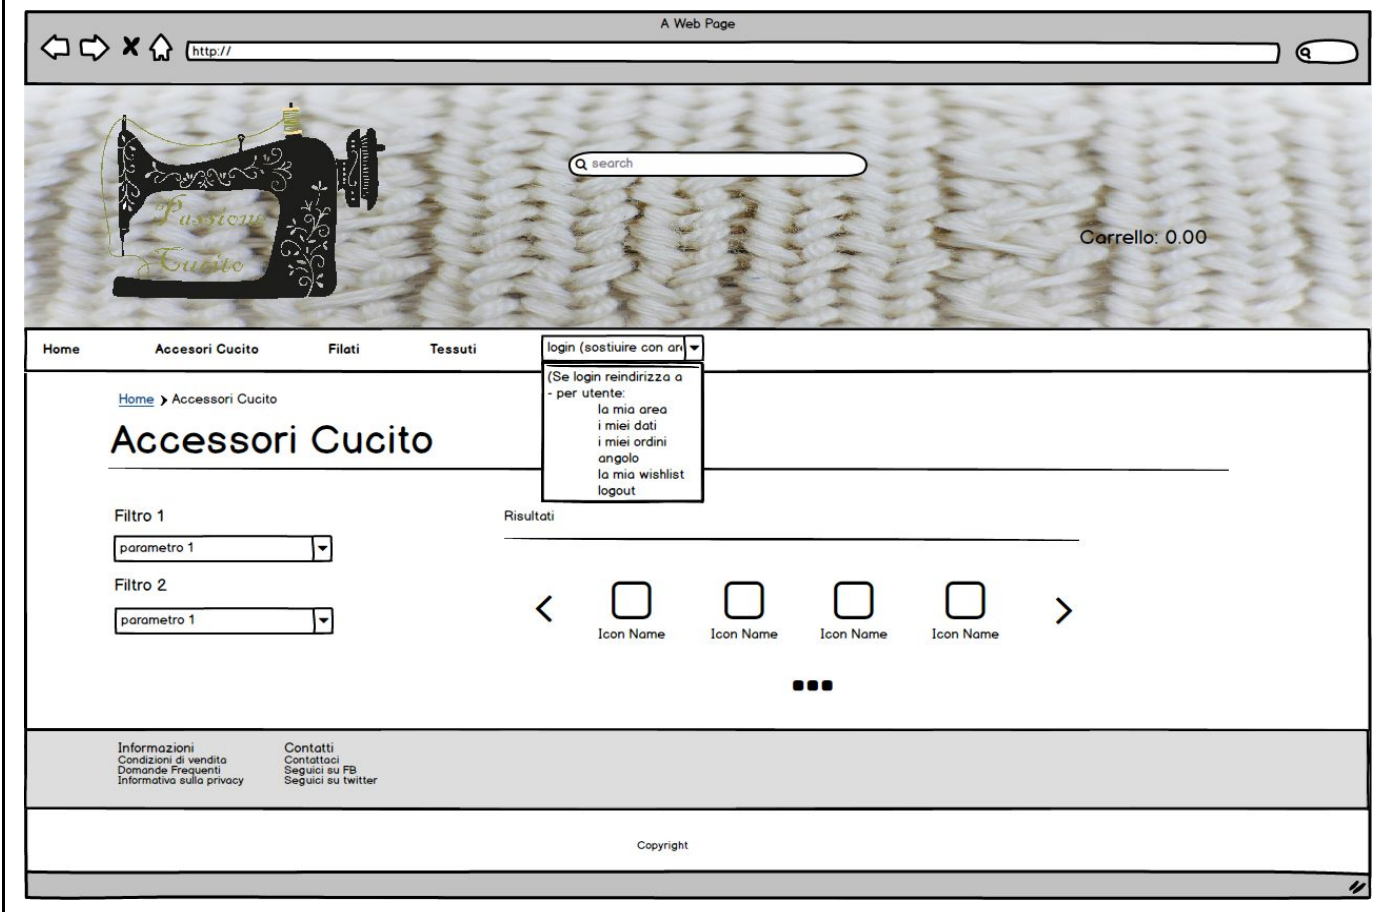 A Web Page
http://
search
Passione
Cucito
Carrello: 0.00
Home Accesori Cucito Filati Tessuti login (sostiuire con are
(Se login reindirizza a
- per utente:
la mia area
i miei dati
i miei ordini
angolo
la mia wishlist
logout
Home > Accessori Cucito
Accessori Cucito
Filtro 1
parametro 1
Filtro 2
parametro 1
Risultati
Icon Name Icon Name Icon Name Icon Name
Informazioni
Condizioni di vendita
Domande Frequenti
Informativa sulla privacy
Contatti
Contattaci
Seguici su FB
Seguici su twitter
Copyright